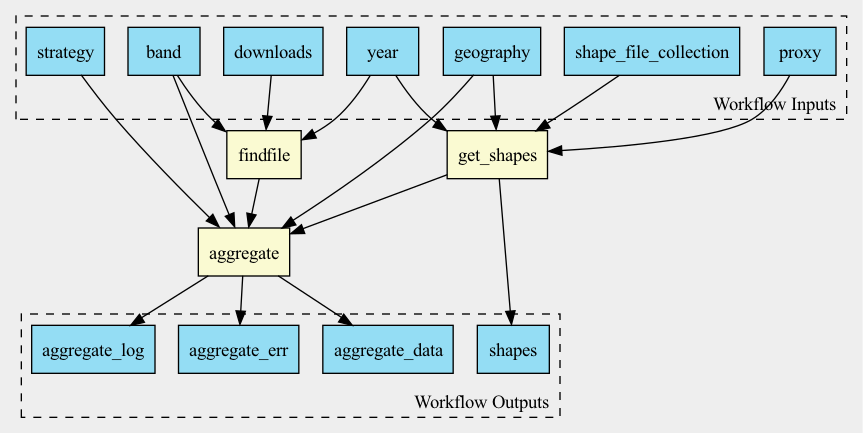 strategy
band
downloads
year
geography
shape_file_collection
proxy
Workflow Inputs
findfile
get_shapes
aggregate
aggregate_log
aggregate_err
aggregate_data
shapes
Workflow Outputs